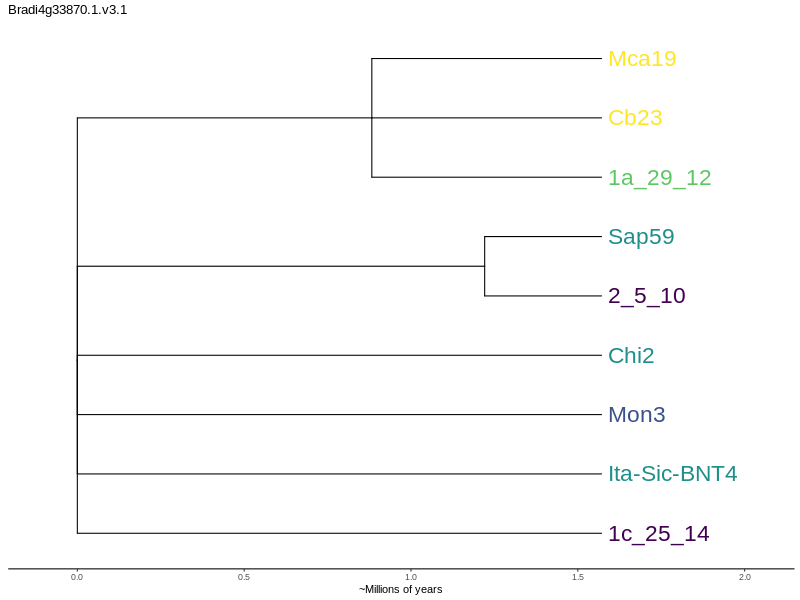 Bradi4g33870.1.v3.1
Mca19
Cb23
1a_29_12
Sap59
2_5_10
Chi2
Mon3
Ita-Sic-BNT4
1c_25_14
0.0 0.5 1.0 1.5 2.0
~Millions of years